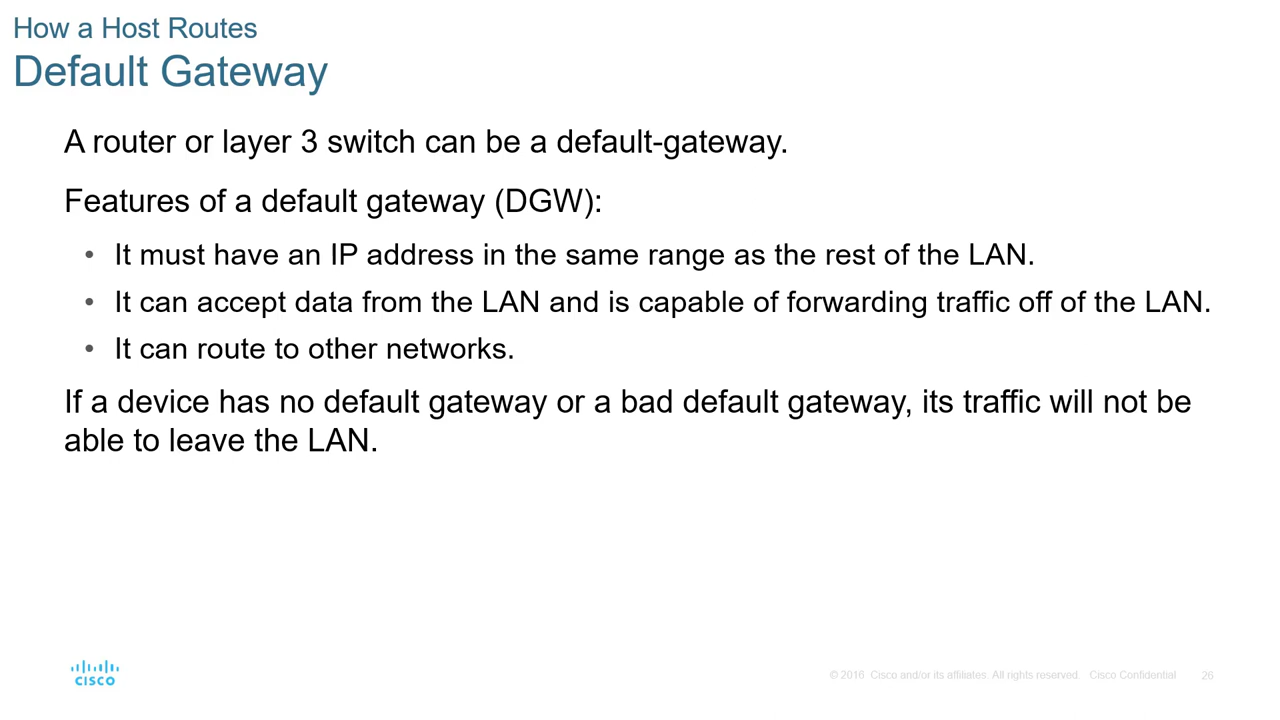 How a Host Routes
Default Gateway
A router or layer 3 switch can be a default-gateway.
Features of a default gateway (DGW):
• It must have an IP address in the same range as the rest of the LAN.
• It can accept data from the LAN and is capable of forwarding traffic off of the LAN.
• It can route to other networks.
If a device has no default gateway or a bad default gateway, its traffic will not be
able to leave the LAN.
CISCO
© 2016 Cisco and/or its affiliates. All rights reserved. Cisco Confidential 26